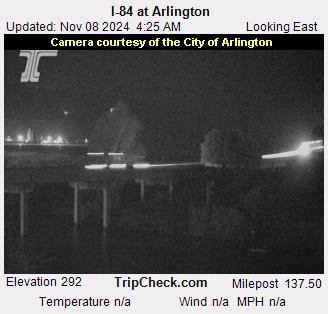 I-84 at Arlington
Updated: Nov 08 2024 4:25 AM Looking East
Camera courtesy of the City of Arlington
Elevation 292 TripCheck.com Milepost 137.50
Temperature n/a Wind n/a MPH n/a